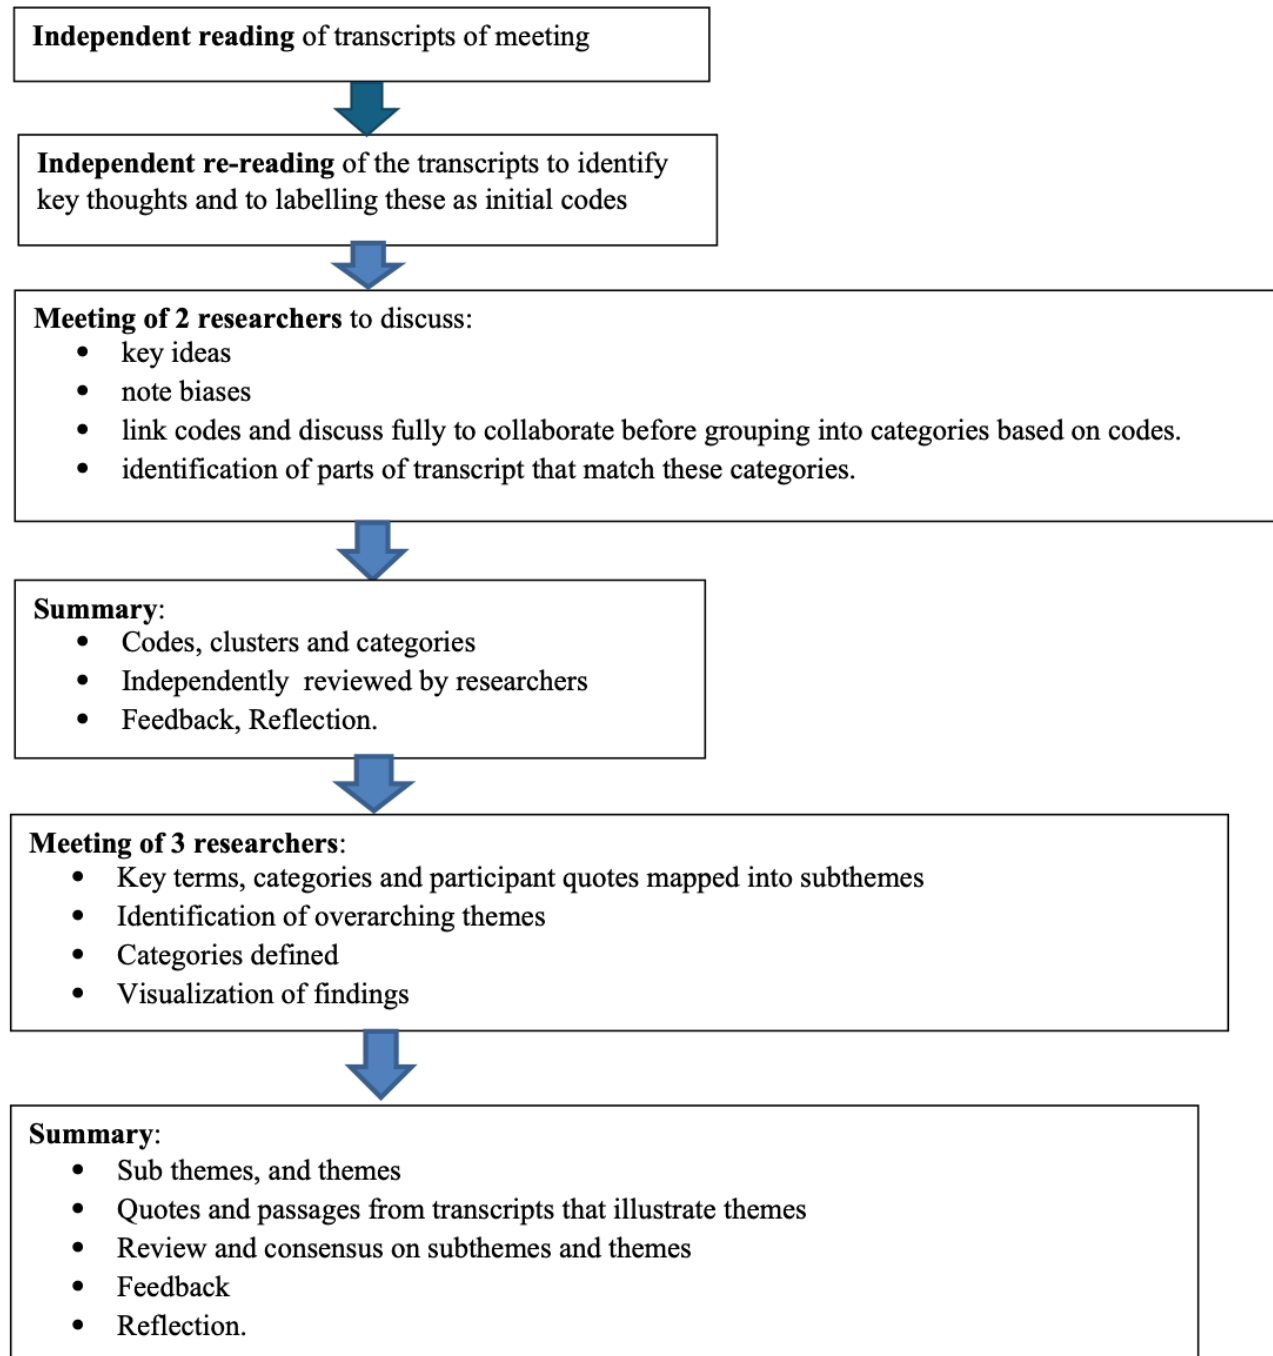 Independent reading of transcripts of meeting
Independent re-reading of the transcripts to identify
key thoughts and to labelling these as initial codes
Meeting of 2 researchers to discuss:
• key ideas
• note biases
• link codes and discuss fully to collaborate before grouping into categories based on codes.
• identification of parts of transcript that match these categories.
Summary:
• Codes, clusters and categories
• Independently reviewed by researchers
• Feedback, Reflection.
Meeting of 3 researchers:
• Key terms, categories and participant quotes mapped into subthemes
• Identification of overarching themes
• Categories defined
• Visualization of findings
Summary:
• Sub themes, and themes
• Quotes and passages from transcripts that illustrate themes
• Review and consensus on subthemes and themes
• Feedback
• Reflection.